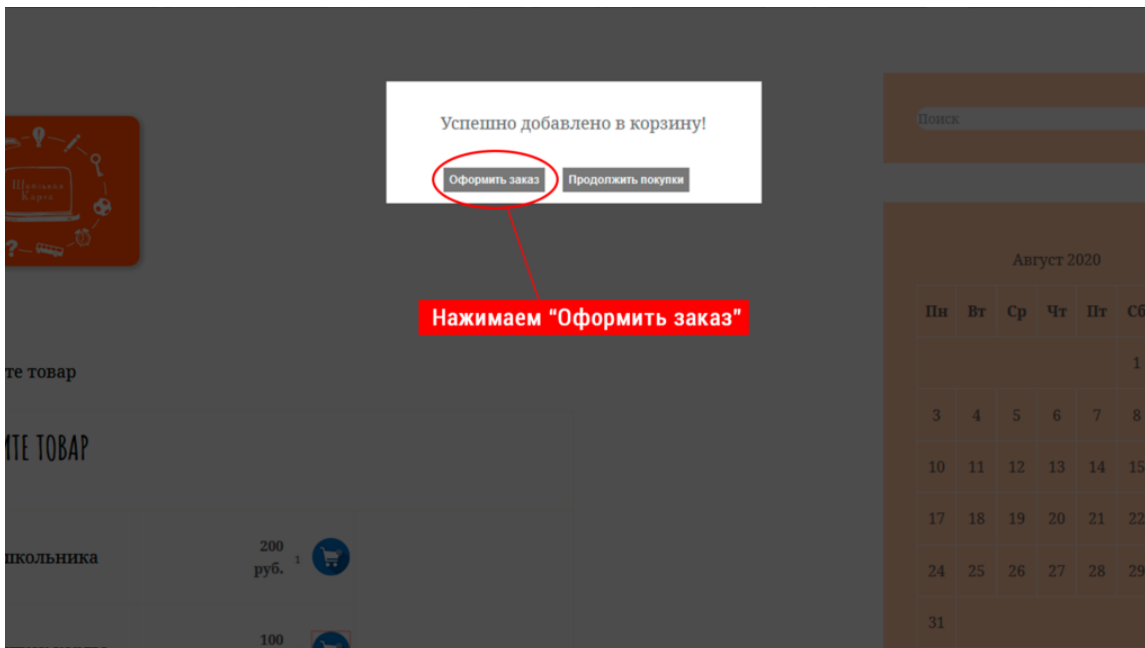 Успешно добавлено в корзину!
Оформить заказ
Продолжить покупки
Нажимаем “Оформить заказ”
Школьная
Карта
те товар
ИТЕ ТОВАР
школьника
200
руб.
1
100
Поиск
Август 2020
Пн Вт Ср Чт Пт Сб
1
3 4 5 6 7 8
10 11 12 13 14 15
17 18 19 20 21 22
24 25 26 27 28 29
31